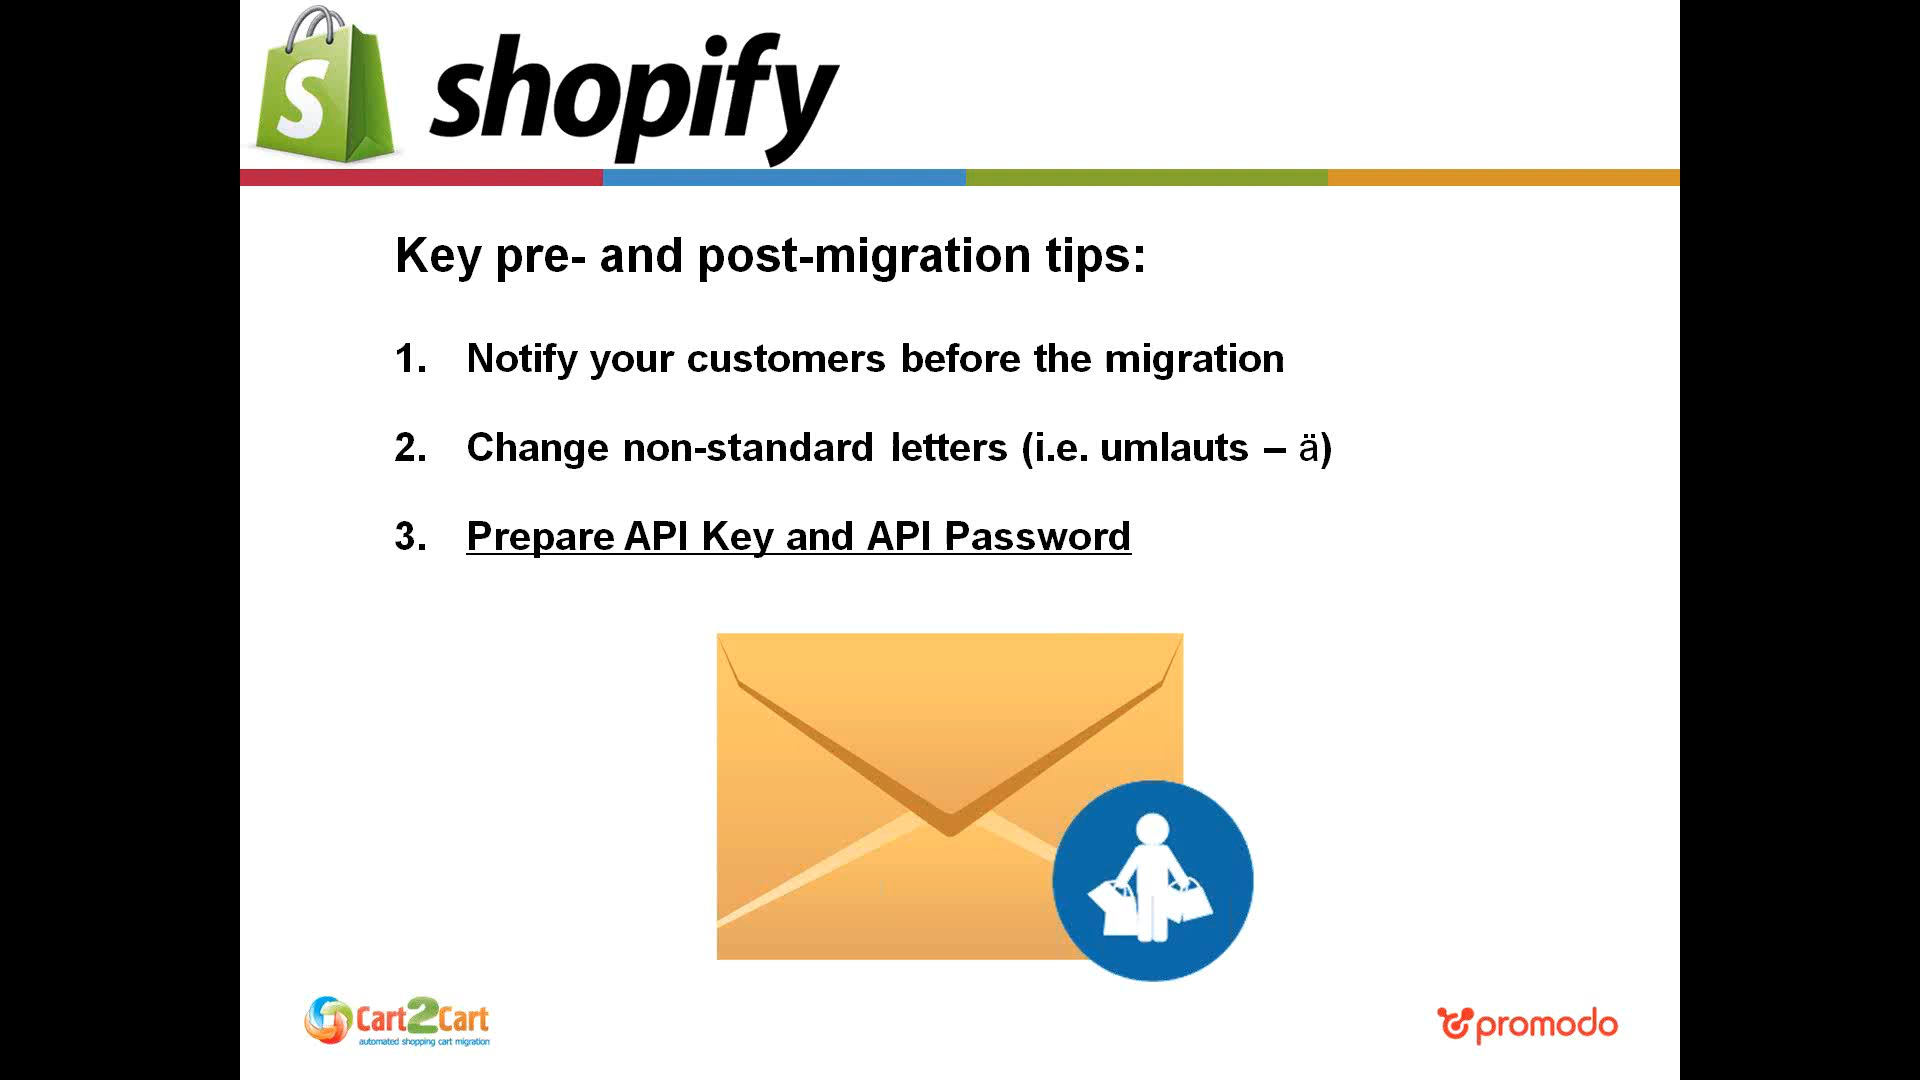 S shopify
Key pre- and post-migration tips:
1. Notify your customers before the migration
2. Change non-standard letters (i.e. umlauts – ä)
3. Prepare API Key and API Password
Cart2Cart
automated shopping cart migration
promodo